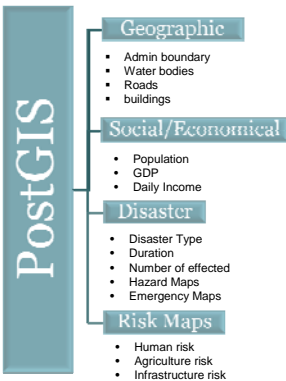 PostGIS
Geographic
▪ Admin boundary
▪ Water bodies
▪ Roads
▪ buildings
Social/Economical
• Population
• GDP
• Daily Income
Disaster
• Disaster Type
• Duration
• Number of effected
• Hazard Maps
• Emergency Maps
Risk Maps
• Human risk
• Agriculture risk
• Infrastructure risk